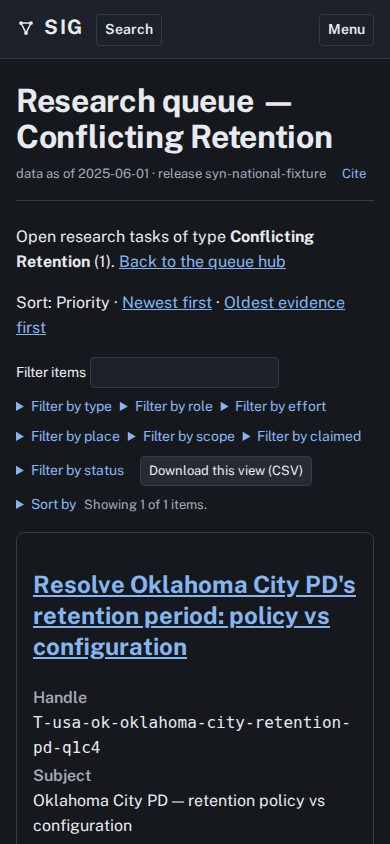 SIG Search Menu
Research queue —
Conflicting Retention
data as of 2025-06-01 · release syn-national-fixture Cite
Open research tasks of type Conflicting
Retention (1). Back to the queue hub
Sort: Priority · Newest first · Oldest evidence
first
Filter items
▶ Filter by type ▶ Filter by role ▶ Filter by effort
▶ Filter by place ▶ Filter by scope ▶ Filter by claimed
▶ Filter by status Download this view (CSV)
▶ Sort by Showing 1 of 1 items.
Resolve Oklahoma City PD's
retention period: policy vs
configuration
Handle
T-usa-ok-oklahoma-city-retention-
pd-q1c4
Subject
Oklahoma City PD — retention policy vs
configuration